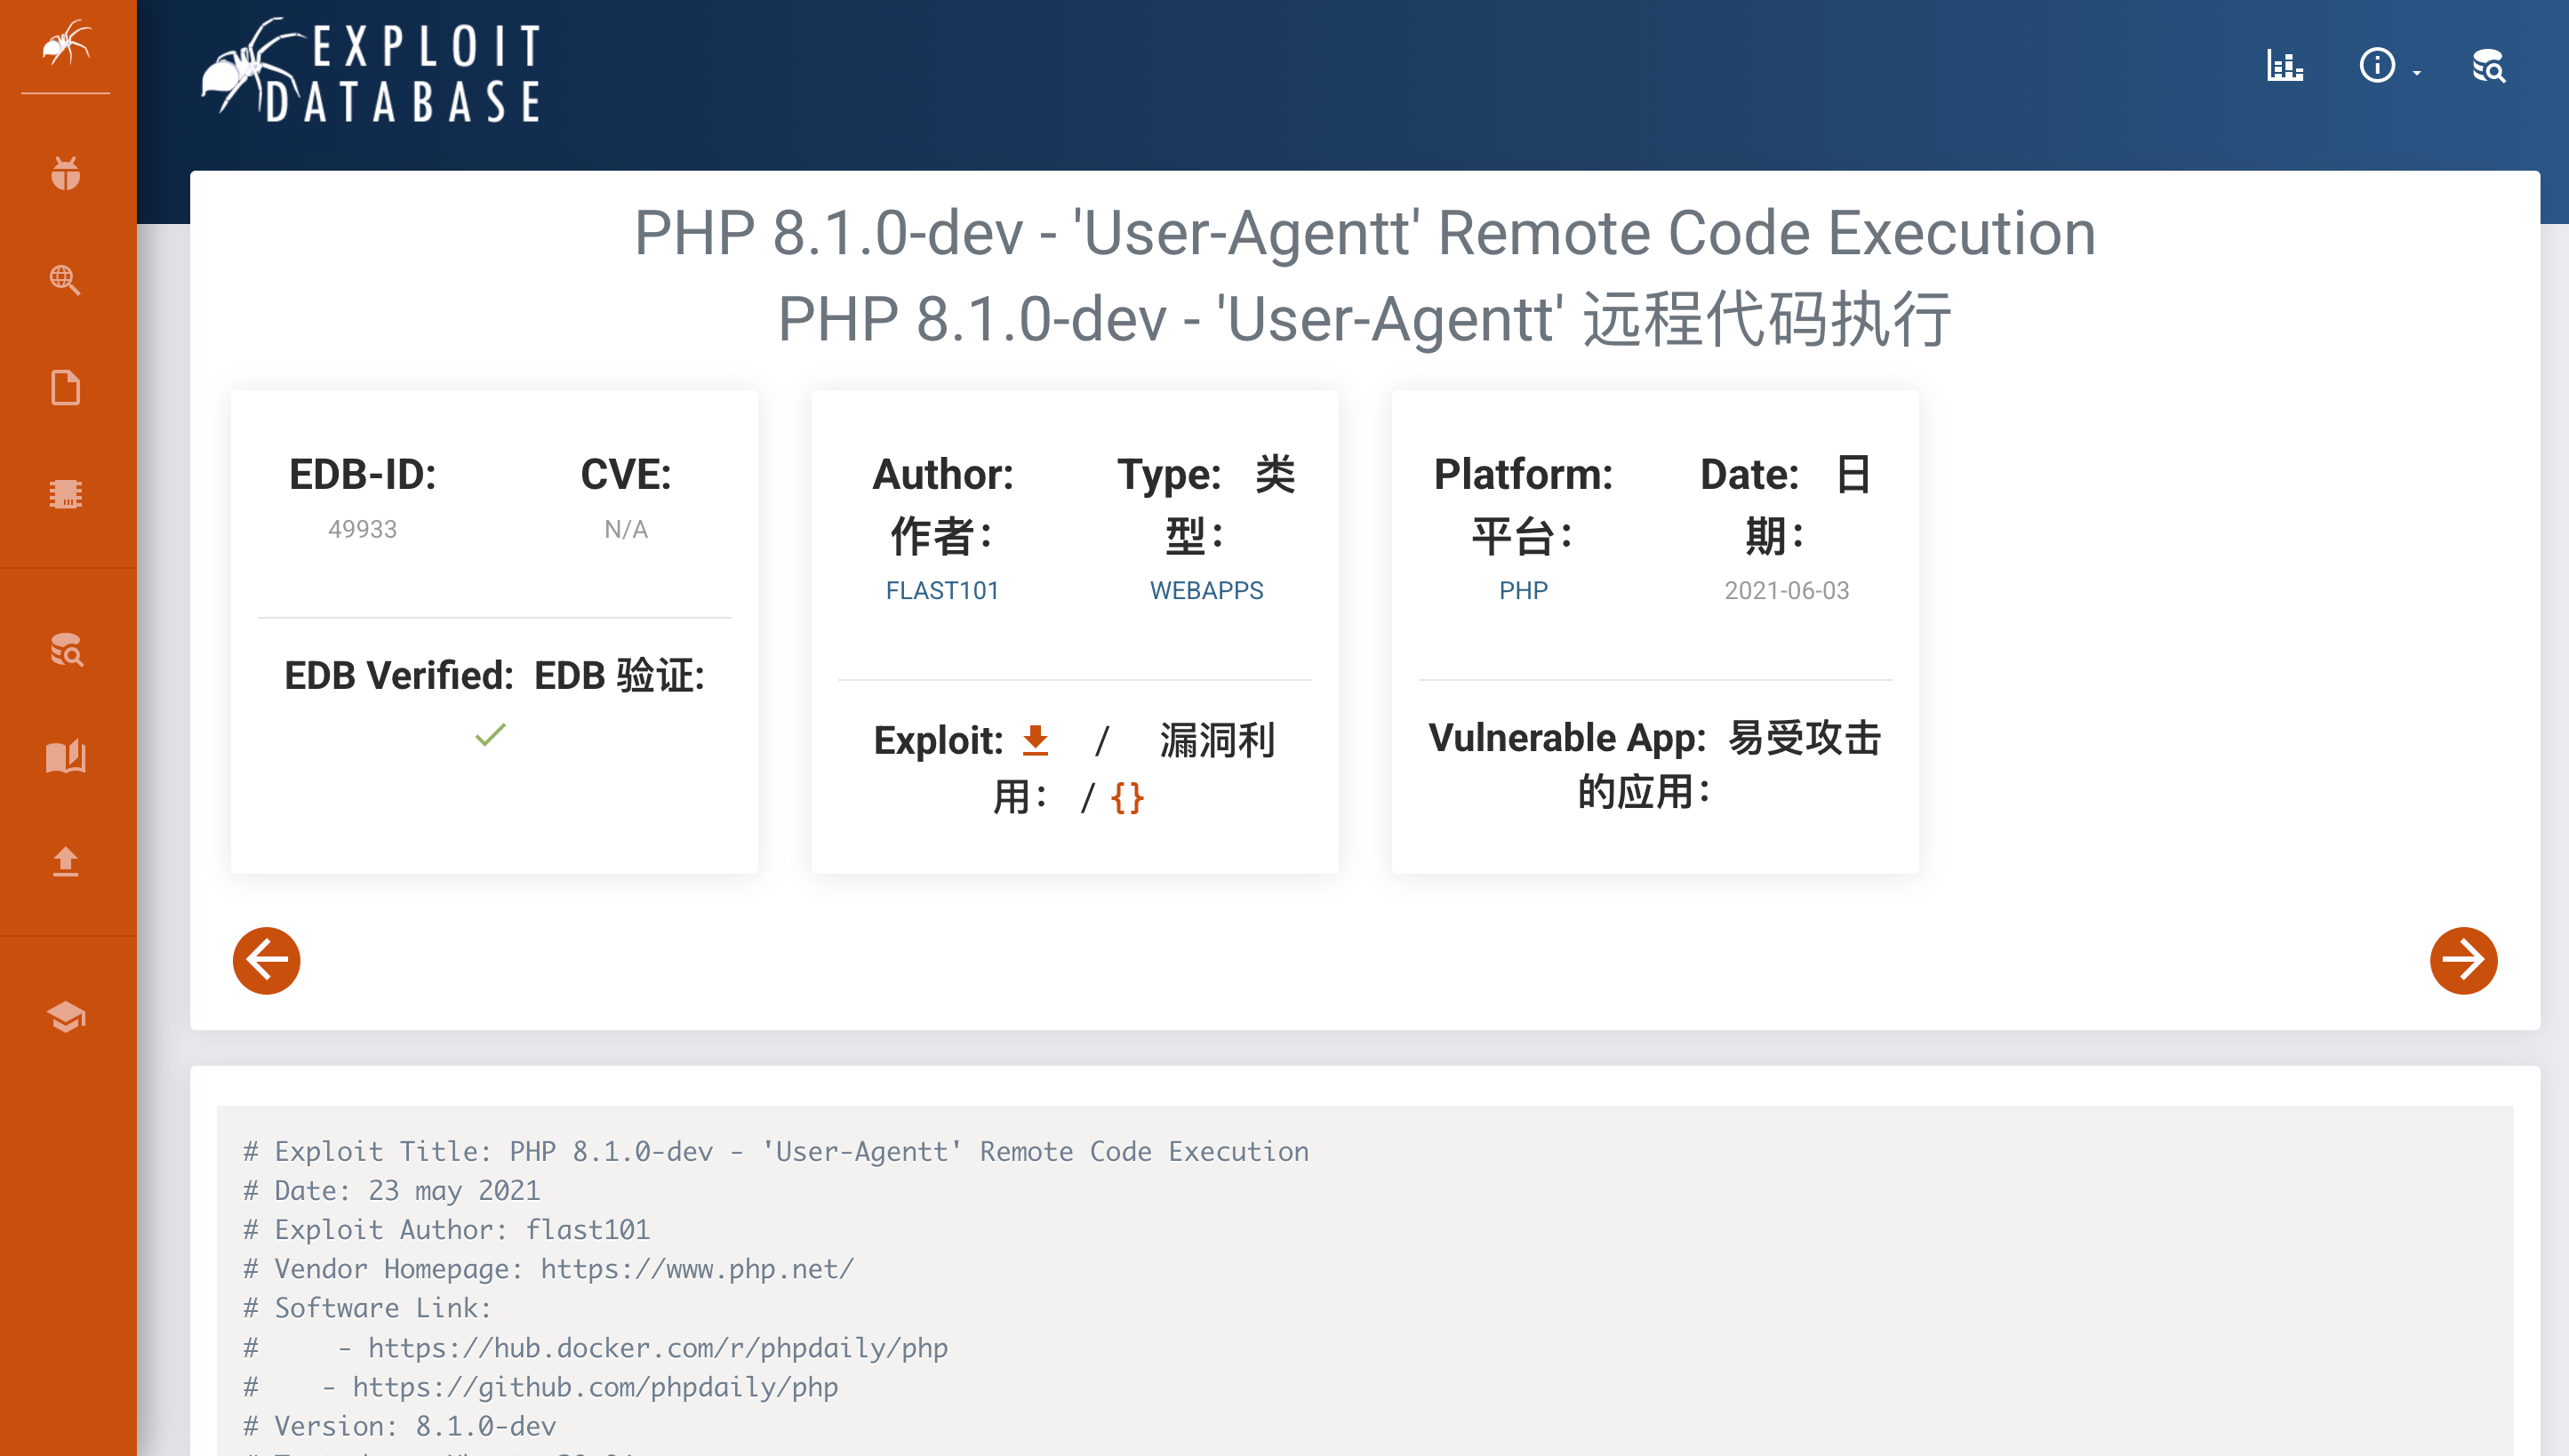 EXPLOIT
DATABASE
PHP 8.1.0-dev - 'User-Agentt' Remote Code Execution
PHP 8.1.0-dev - 'User-Agentt' 远程代码执行
EDB-ID:
49933
CVE:
N/A
EDB Verified: EDB 验证:
Author:
作者：
FLAST101
Type: 类
型：
WEBAPPS
Exploit: / 漏洞利
用： / {}
Platform:
平台：
PHP
Date: 日
期：
2021-06-03
Vulnerable App: 易受攻击
的应用：
# Exploit Title: PHP 8.1.0-dev - 'User-Agentt' Remote Code Execution
# Date: 23 may 2021
# Exploit Author: flast101
# Vendor Homepage: https://www.php.net/
# Software Link:
#     - https://hub.docker.com/r/phpdaily/php
#    - https://github.com/phpdaily/php
# Version: 8.1.0-dev